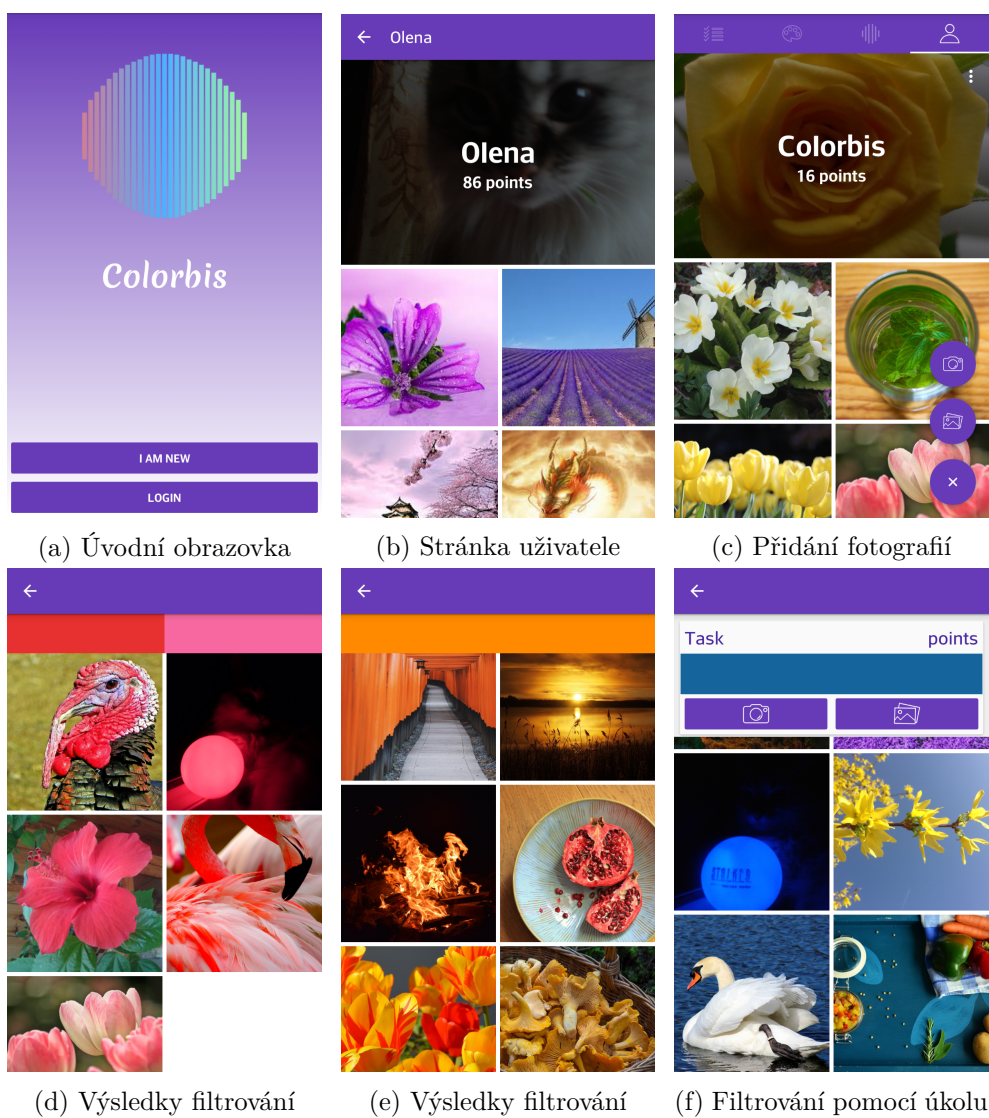 Colorbis
I AM NEW
LOGIN
(a) Úvodní obrazovka
Olena
Olena
86 points
(b) Stránka uživatele
Colorbis
16 points
(c) Přidání fotografií
(d) Výsledky filtrování
(e) Výsledky filtrování
Task points
STRIKER
(f) Filtrování pomocí úkolu